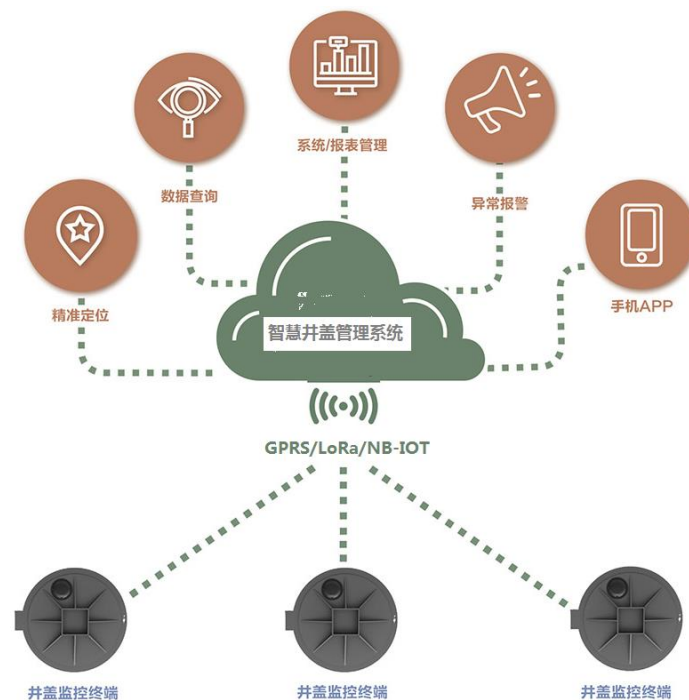 系统/报表管理
数据查询
异常报警
精准定位
手机APP
智慧井盖管理系统
GPRS/LoRa/NB-IOT
井盖监控终端
井盖监控终端
井盖监控终端